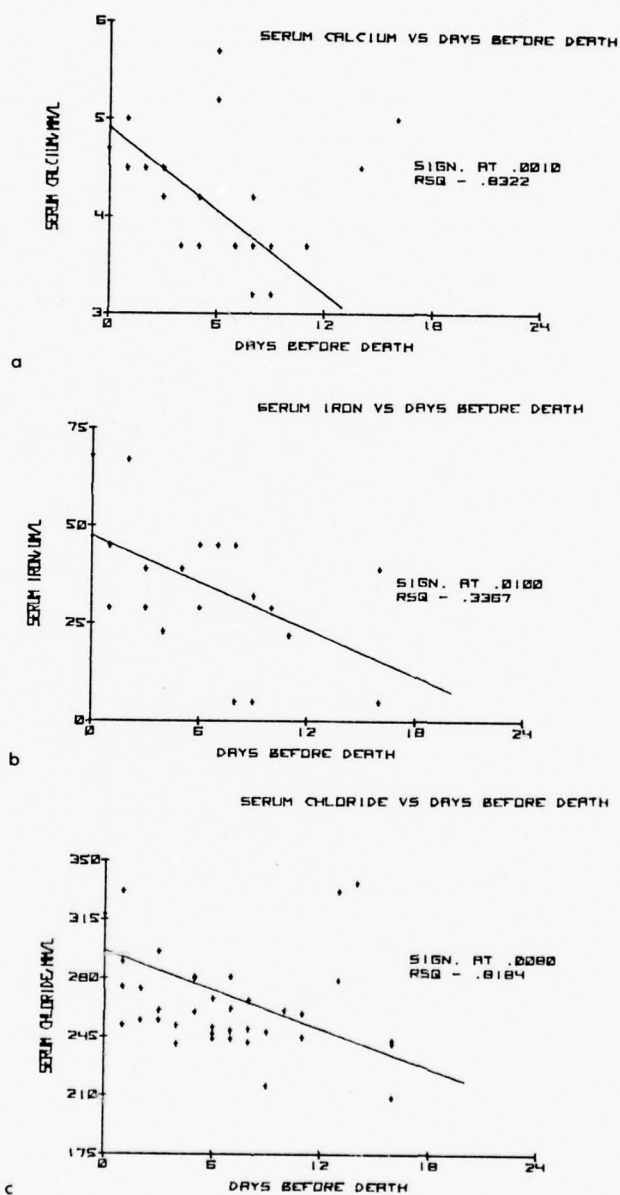 SERUM CALCIUM VS DAYS BEFORE DEATH
6
5
4
3
SERUM CALCIUM/MM/L
SIGN. AT .0010
RSQ - .8322
0 6 12 18 24
DAYS BEFORE DEATH
a
SERUM IRON VS DAYS BEFORE DEATH
75
50
25
0
SERUM IRON/UM/L
SIGN. AT .0100
RSQ - .3367
0 6 12 18 24
DAYS BEFORE DEATH
b
SERUM CHLORIDE VS DAYS BEFORE DEATH
350
315
280
245
210
175
SERUM CHLORIDE/MM/L
SIGN. AT .0080
RSQ - .8184
0 6 12 18 24
DAYS BEFORE DEATH
c